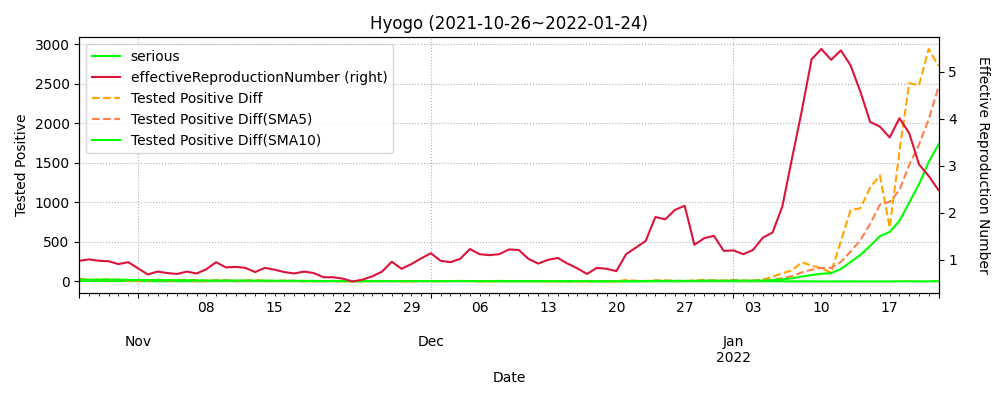 Hyogo (2021-10-26~2022-01-24)
serious
effectiveReproductionNumber (right)
Tested Positive Diff
Tested Positive Diff(SMA5)
Tested Positive Diff(SMA10)
Tested Positive
3000
2500
2000
1500
1000
500
0
5
4
3
2
1
Effective Reproduction Number
08 15 22 29 06 13 20 27 03 10 17
Nov Dec Jan
2022
Date